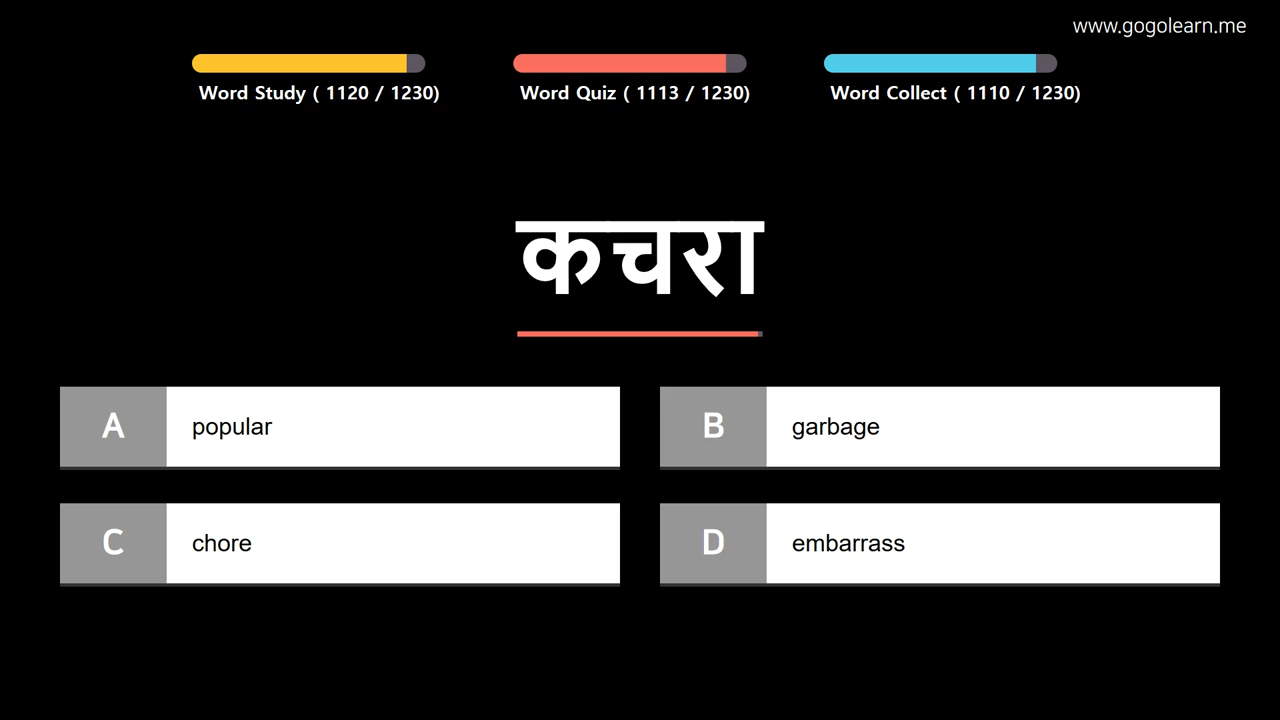 www.gogolearn.me
Word Study ( 1120 / 1230)
Word Quiz ( 1113 / 1230)
Word Collect ( 1110 / 1230)
कचरा
A popular
B garbage
C chore
D embarrass